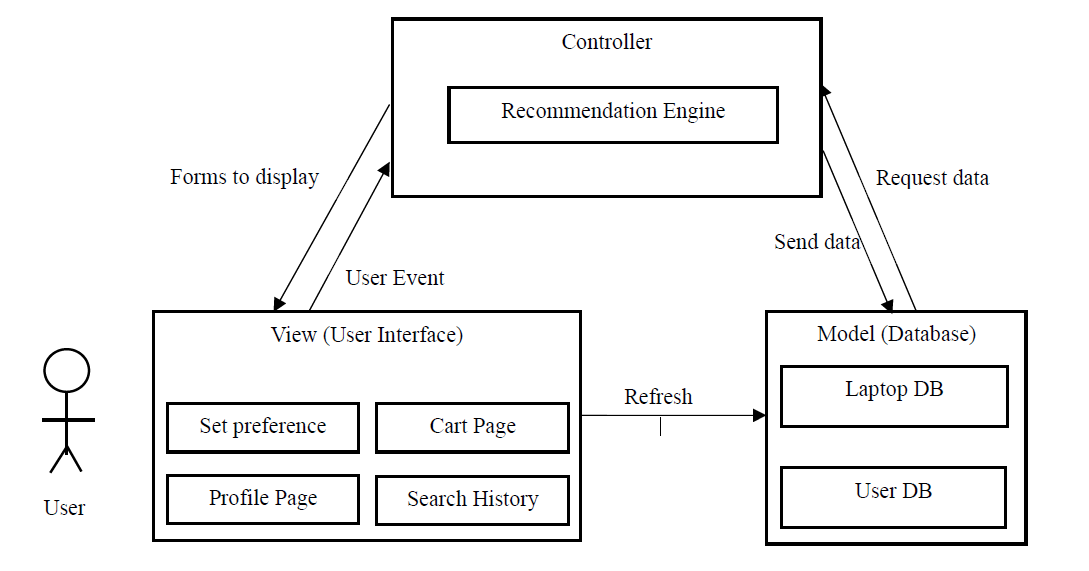 Controller
Recommendation Engine
Forms to display
Request data
Send data
User Event
View (User Interface)
Model (Database)
Laptop DB
Refresh
Set preference
Cart Page
Profile Page
Search History
User DB
User